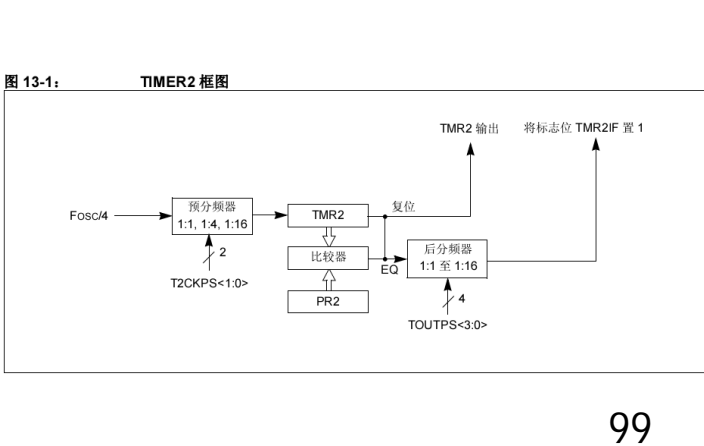 图 13-1: TIMER2 框图
TMR2 输出 将标志位 TMR2IF 置 1
预分频器
1:1, 1:4, 1:16
Fosc/4
TMR2
复位
比较器
EQ
后分频器
1:1 至 1:16
2
T2CKPS<1:0>
PR2
4
TOUTPS<3:0>
99